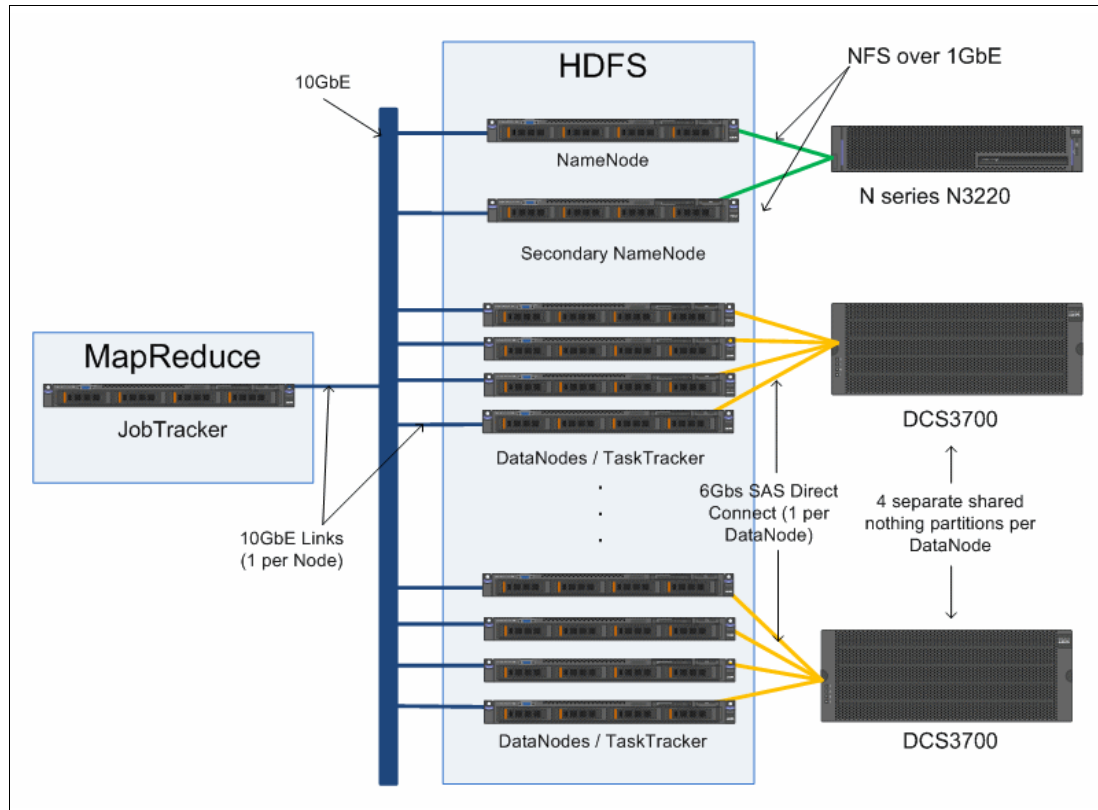 HDFS
10GbE
NFS over 1GbE
NameNode
N series N3220
Secondary NameNode
MapReduce
JobTracker
DCS3700
DataNodes / TaskTracker
6Gbs SAS Direct
Connect (1 per
DataNode)
4 separate shared
nothing partitions per
DataNode
10GbE Links
(1 per Node)
.
.
.
DataNodes / TaskTracker
DCS3700